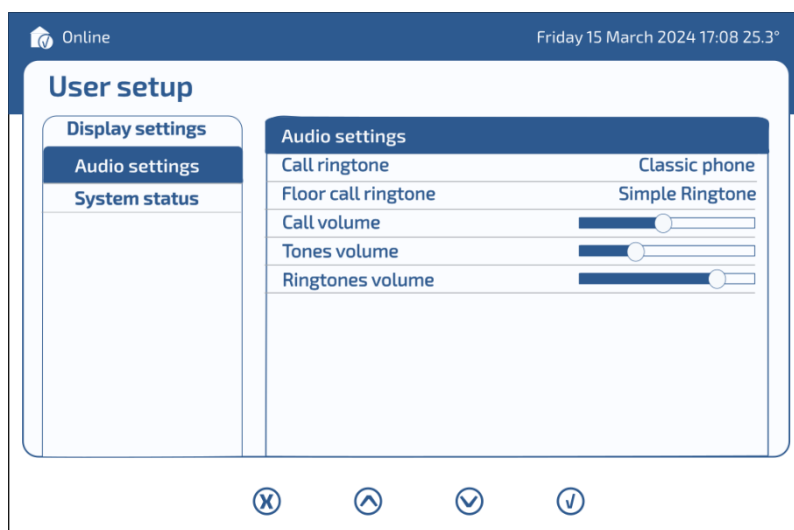 Online
Friday 15 March 2024 17:08 25.3°
User setup
Display settings
Audio settings
System status
Audio settings
Call ringtone Classic phone
Floor call ringtone Simple Ringtone
Call volume
Tones volume
Ringtones volume